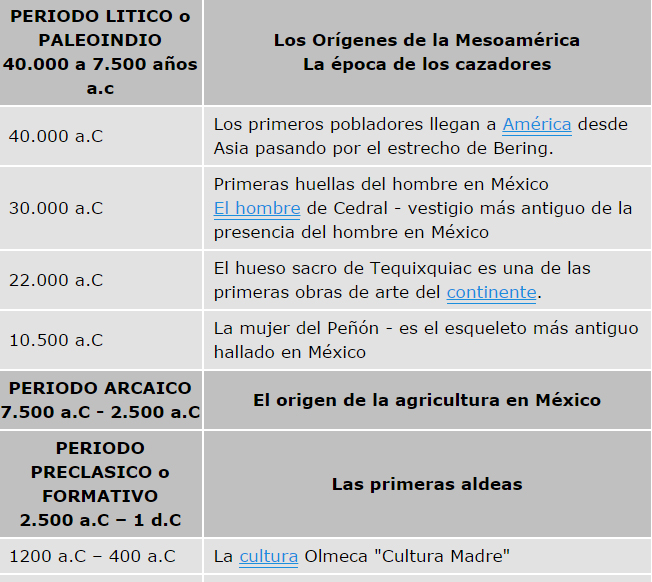 PERIODO LITICO o
PALEOINDIO
40.000 a 7.500 años
a.c
Los Orígenes de la Mesoamérica
La época de los cazadores
40.000 a.C
Los primeros pobladores llegan a América desde
Asia pasando por el estrecho de Bering.
30.000 a.C
Primeras huellas del hombre en México
El hombre de Cedral - vestigio más antiguo de la
presencia del hombre en México
22.000 a.C
El hueso sacro de Tequixquiac es una de las
primeras obras de arte del continente.
10.500 a.C
La mujer del Peñón - es el esqueleto más antiguo
hallado en México
PERIODO ARCAICO
7.500 a.C - 2.500 a.C
El origen de la agricultura en México
PERIODO
PRECLASICO o
FORMATIVO
2.500 a.C – 1 d.C
Las primeras aldeas
1200 a.C – 400 a.C
La cultura Olmeca "Cultura Madre"